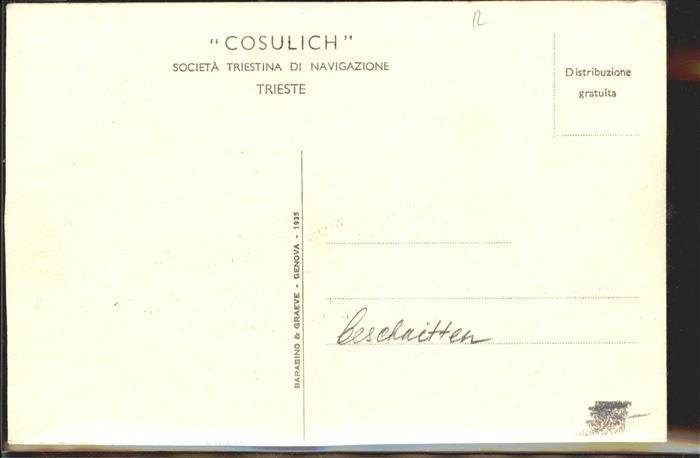 "COSULICH"
SOCIETÀ TRIESTINA DI NAVIGAZIONE
TRIESTE
Distribuzione
gratuita
BARABINO & GRAEVE - GENOVA - 1935
beschnitten